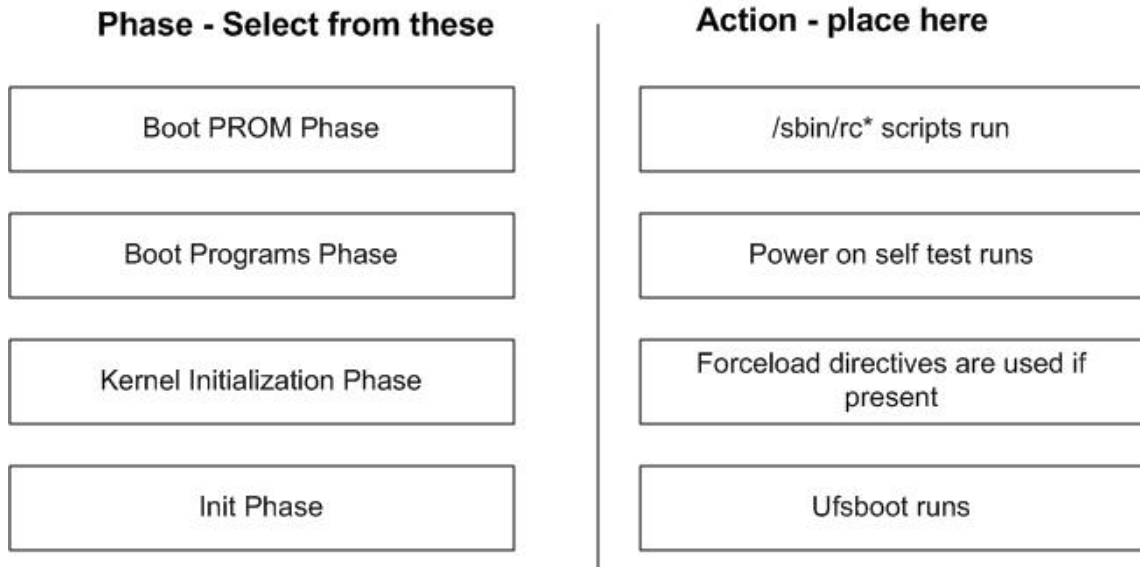 Phase - Select from these
Action - place here
Boot PROM Phase
/sbin/rc* scripts run
Boot Programs Phase
Power on self test runs
Kernel Initialization Phase
Forceload directives are used if
present
Init Phase
Ufsboot runs